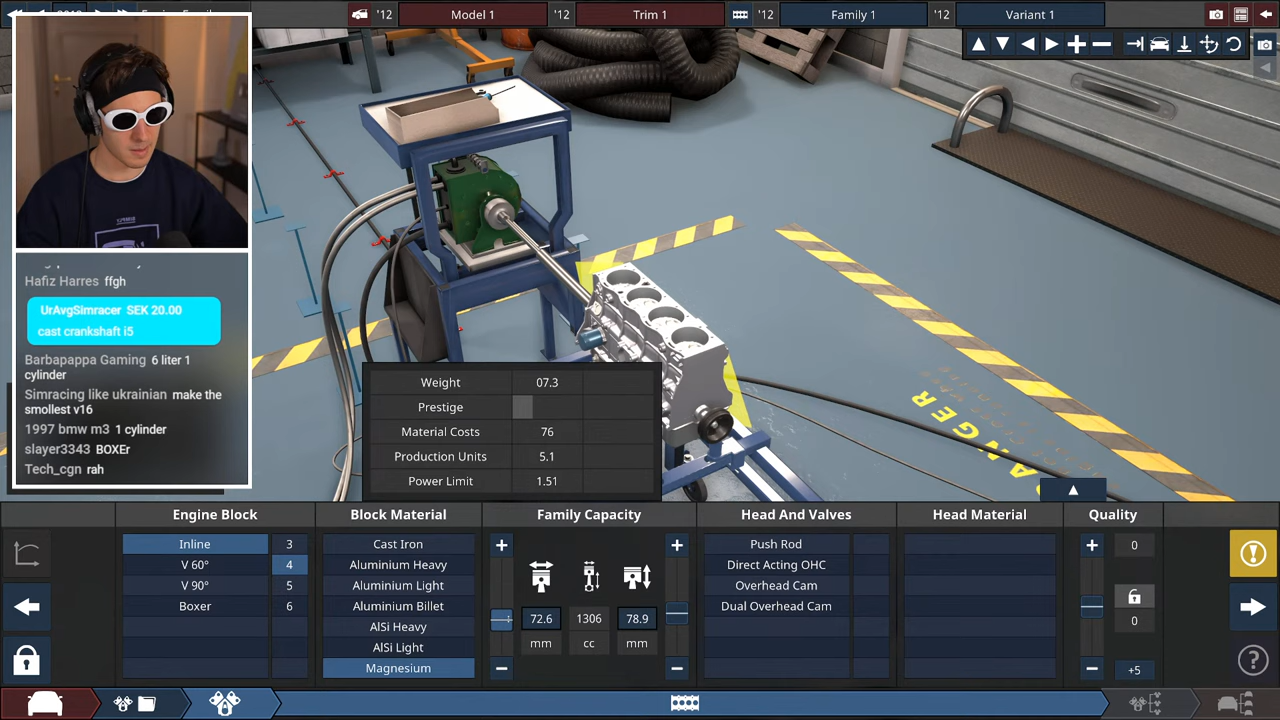 '12
Model 1
'12
Trim 1
'12
Family 1
'12
Variant 1
Hafiz Harres ffgh
UrAvgSimracer SEK 20.00
cast crankshaft i5
Barbapappa Gaming 6 liter 1
cylinder
Simracing like ukrainian make the
smollest v16
1997 bmw m3 1 cylinder
slayer3343 BOXEr
Tech_cgn rah
DANGER
Weight 07.3
Prestige
Material Costs 76
Production Units 5.1
Power Limit 1.51
Engine Block
Block Material
Family Capacity
Head And Valves
Head Material
Quality
Inline 3
V 60° 4
V 90° 5
Boxer 6
Cast Iron
Aluminium Heavy
Aluminium Light
Aluminium Billet
AlSi Heavy
AlSi Light
Magnesium
72.6 1306 78.9
mm cc mm
Push Rod
Direct Acting OHC
Overhead Cam
Dual Overhead Cam
0
0
+5